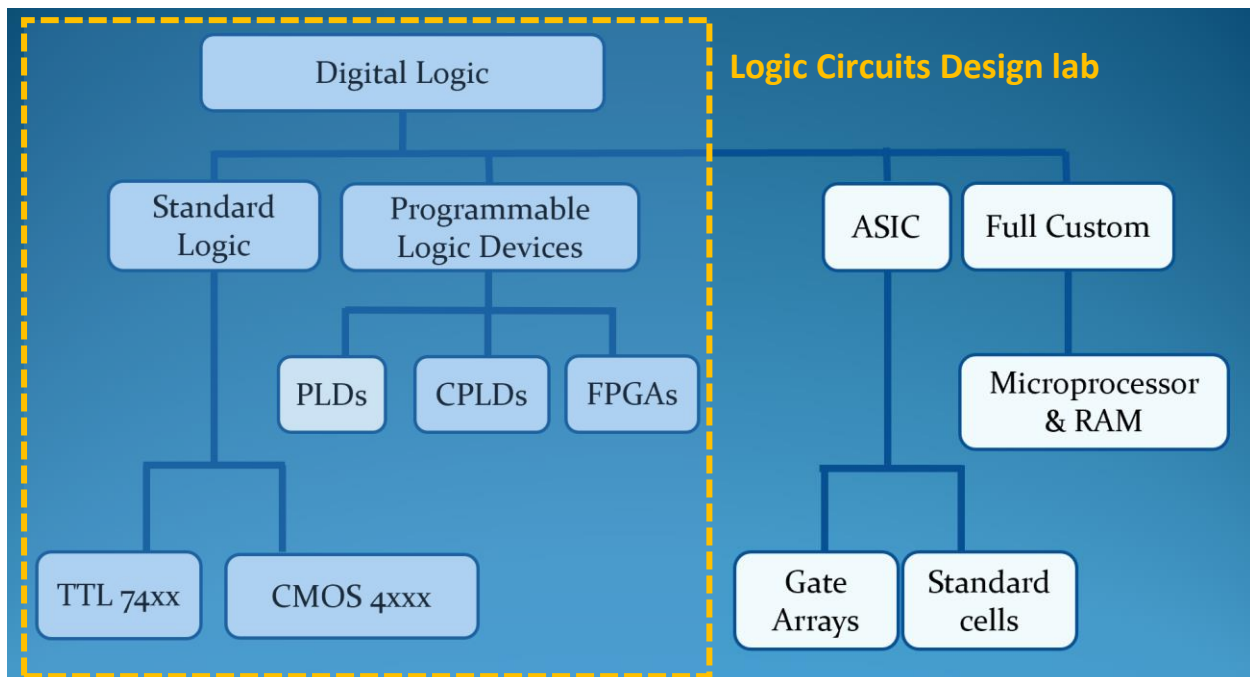 Digital Logic
Logic Circuits Design lab
Standard
Logic
Programmable
Logic Devices
ASIC
Full Custom
PLDs
CPLDs
FPGAs
Microprocessor
& RAM
TTL 74xx
CMOS 4xxx
Gate
Arrays
Standard
cells